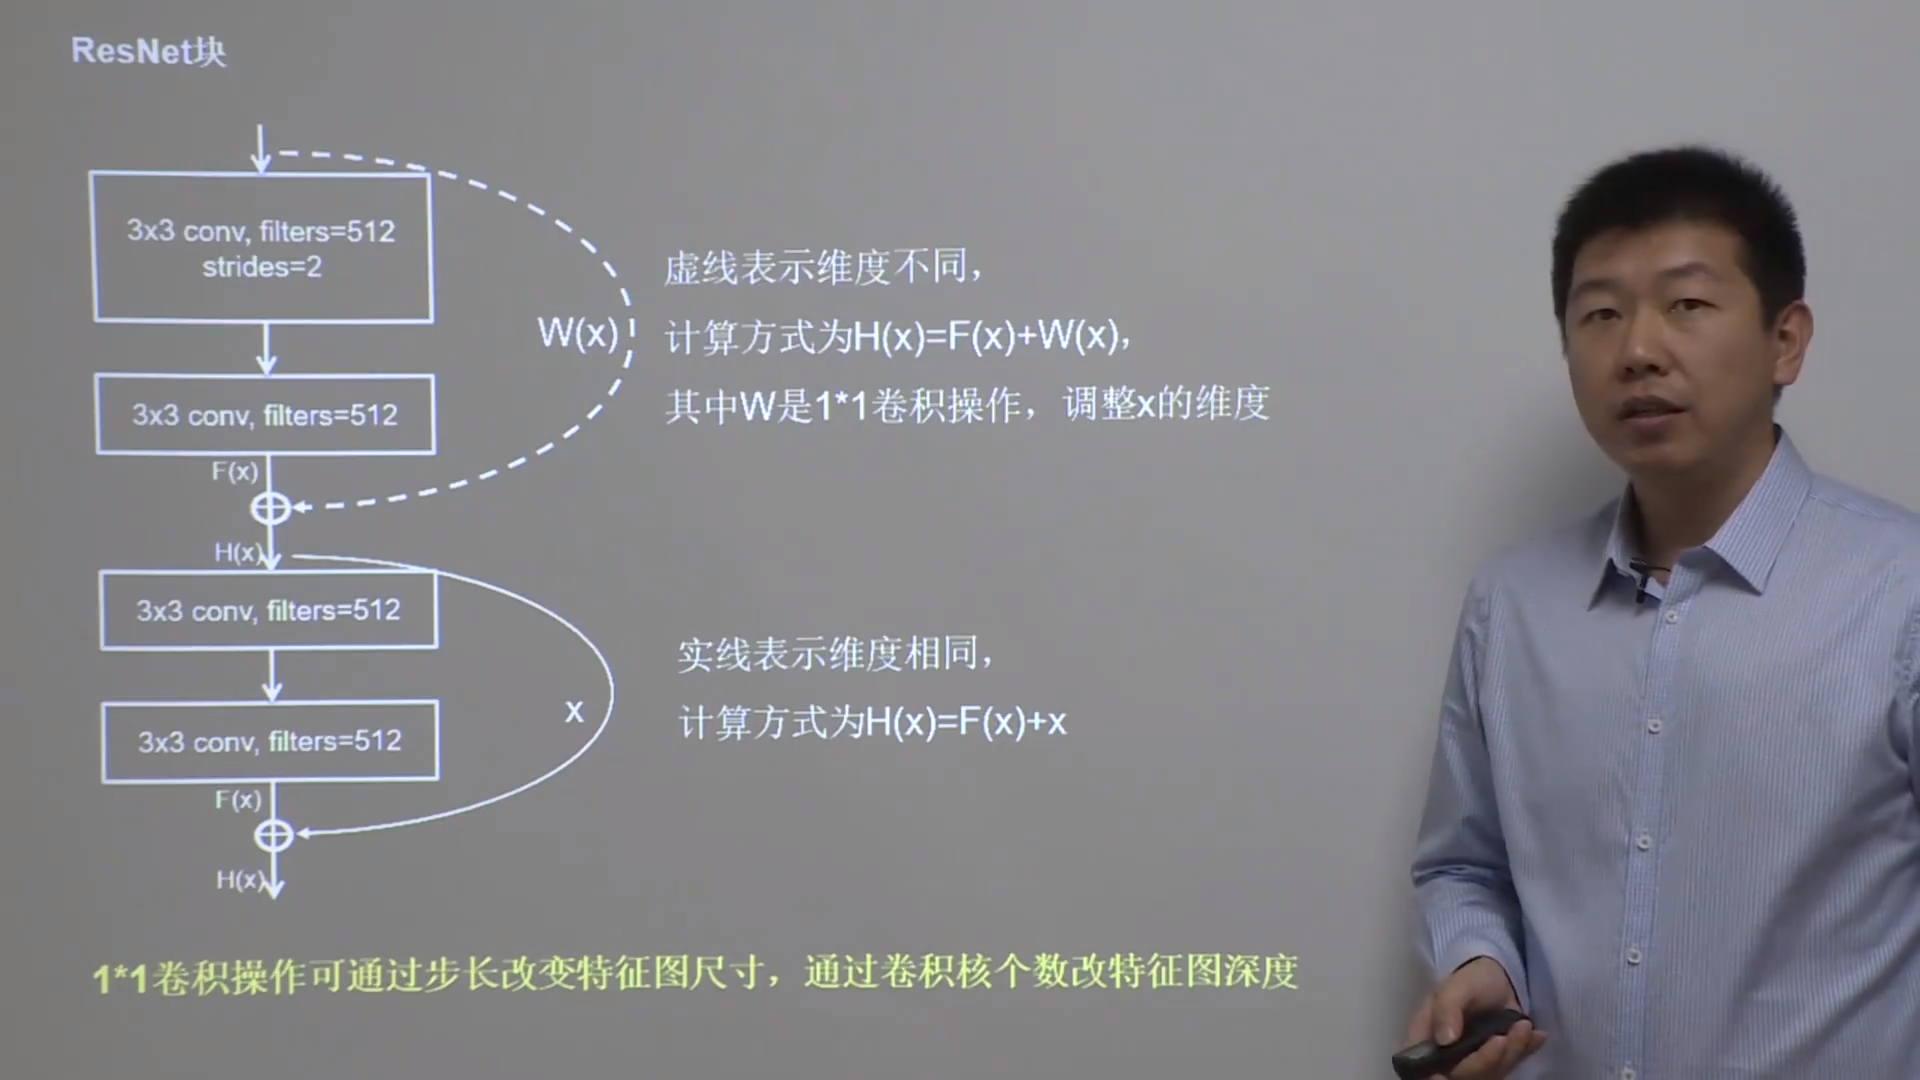 ResNet块
3x3 conv, filters=512
strides=2
W(x)
虚线表示维度不同，
计算方式为H(x)=F(x)+W(x)，
其中W是1*1卷积操作，调整x的维度
3x3 conv, filters=512
F(x)
H(x)
3x3 conv, filters=512
实线表示维度相同，
x
计算方式为H(x)=F(x)+x
3x3 conv, filters=512
F(x)
H(x)
1*1卷积操作可通过步长改变特征图尺寸，通过卷积核个数改特征图深度